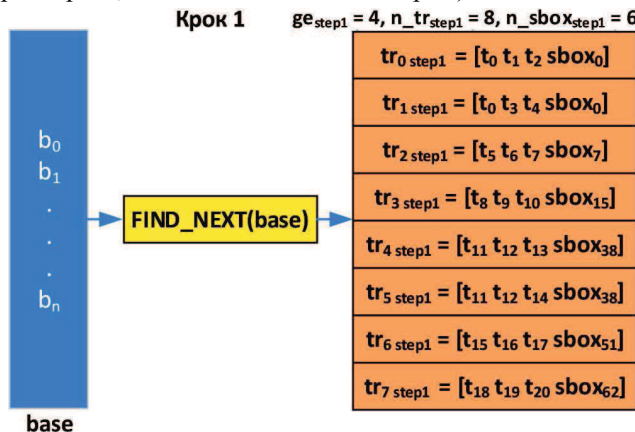 Крок 1
ge step1 = 4, n_tr step1 = 8, n_sbox step1 = 6
tr0 step1 = [t0 t1 t2 sbox0]
tr1 step1 = [t0 t3 t4 sbox0]
b0
b1
.
.
.
bn
tr2 step1 = [t5 t6 t7 sbox7]
FIND_NEXT(base)
tr3 step1 = [t8 t9 t10 sbox15]
tr4 step1 = [t11 t12 t13 sbox38]
tr5 step1 = [t11 t12 t14 sbox38]
tr6 step1 = [t15 t16 t17 sbox51]
tr7 step1 = [t18 t19 t20 sbox62]
base